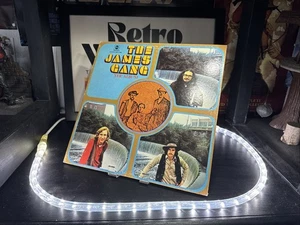 Retro
THE
JAMES
GANG